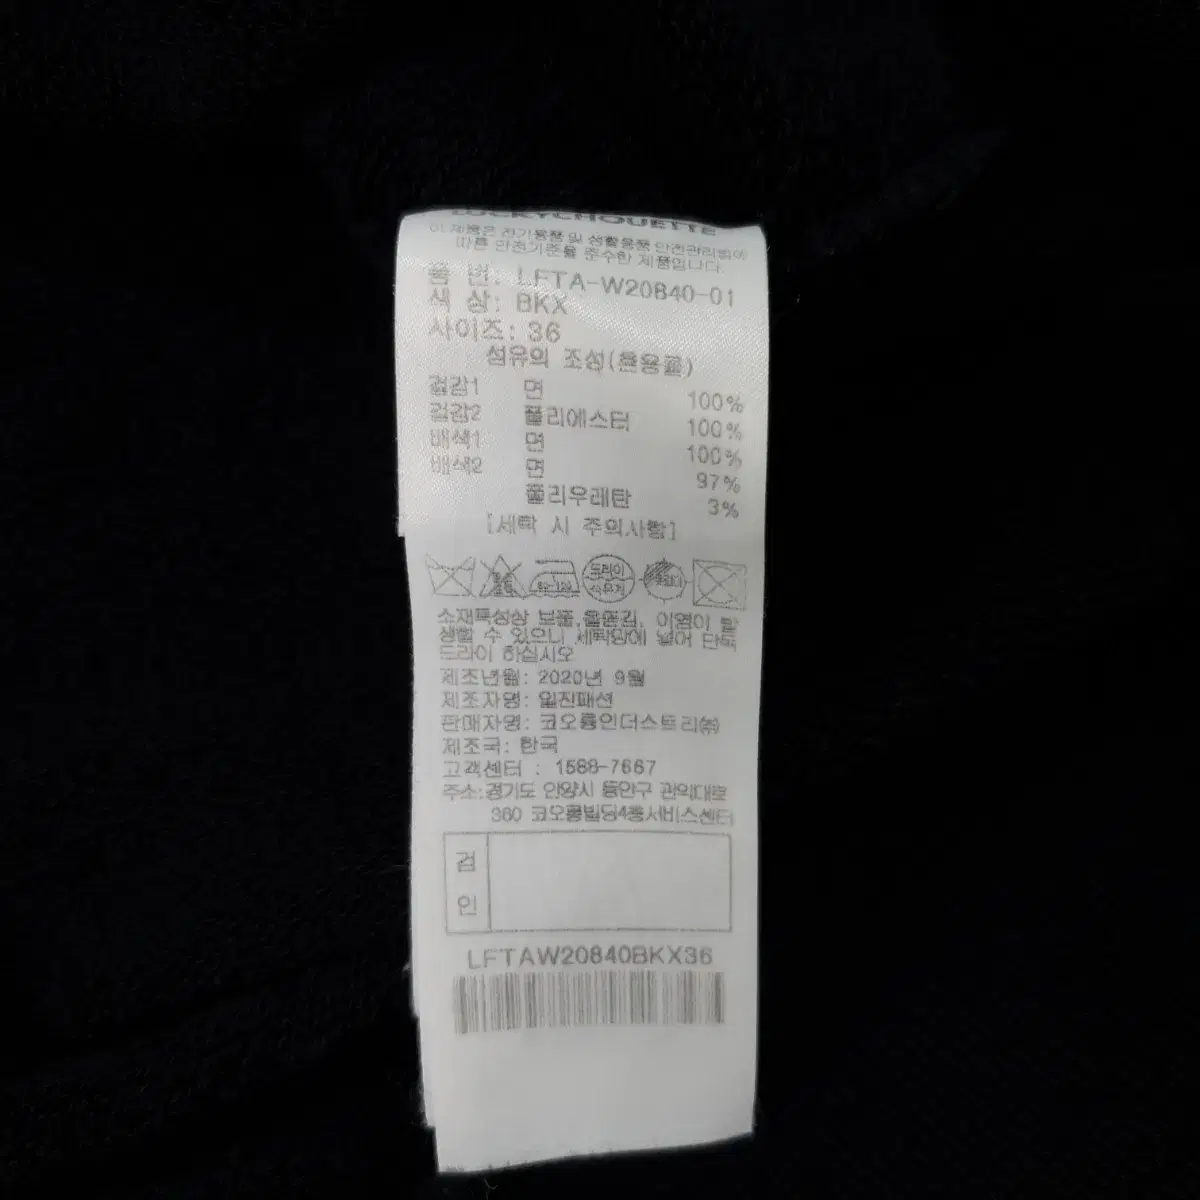 LUCKYCHOUETTE
이 제품은 전기용품 및 생활용품 안전관리법에
따른 안전기준을 준수한 제품입니다.
품 번: LFTA-W20840-01
색 상: BKX
사이즈: 36
섬유의 조성(혼용률)
겉감1 면 100%
겉감2 폴리에스터 100%
배색1 면 100%
배색2 면 97%
폴리우레탄 3%
[세탁 시 주의사항]
드라이
석유계
소재특성상 보풀,올뜯김, 이염이 발
생할 수 있으니 세탁망에 넣어 단독
드라이 하십시오
제조년월: 2020년 9월
제조자명: 일진패션
판매자명: 코오롱인더스트리㈜
제조국: 한국
고객센터 : 1588-7667
주소:경기도 안양시 동안구 관악대로
360 코오롱빌딩4층서비스센터
검
인
LFTAW20840BKX36